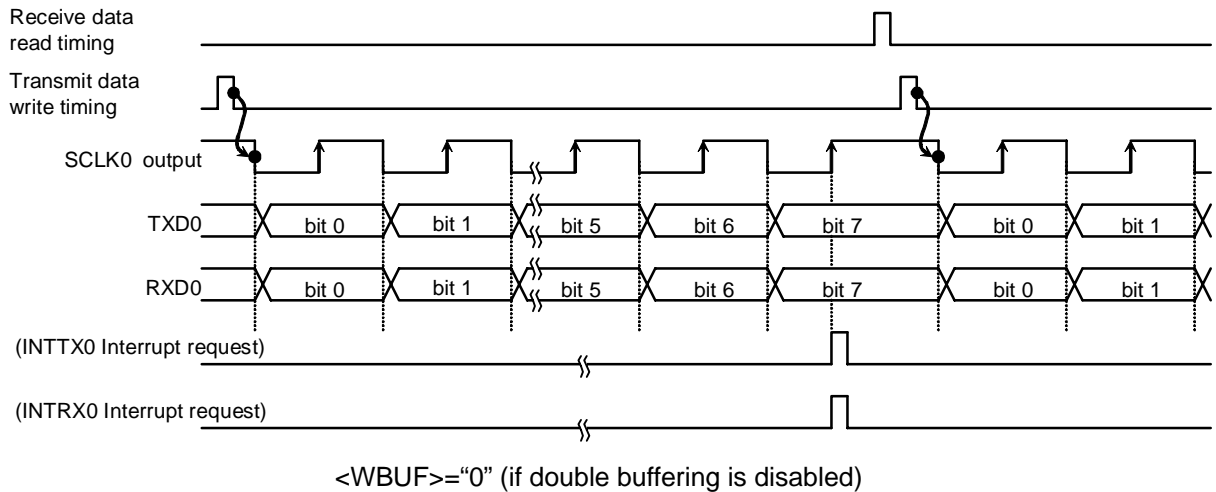 Receive data
read timing
Transmit data
write timing
SCLK0 output
TXD0 bit 0 bit 1 bit 5 bit 6 bit 7 bit 0 bit 1
RXD0 bit 0 bit 1 bit 5 bit 6 bit 7 bit 0 bit 1
(INTTX0 Interrupt request)
(INTRX0 Interrupt request)
<WBUF>=“0” (if double buffering is disabled)